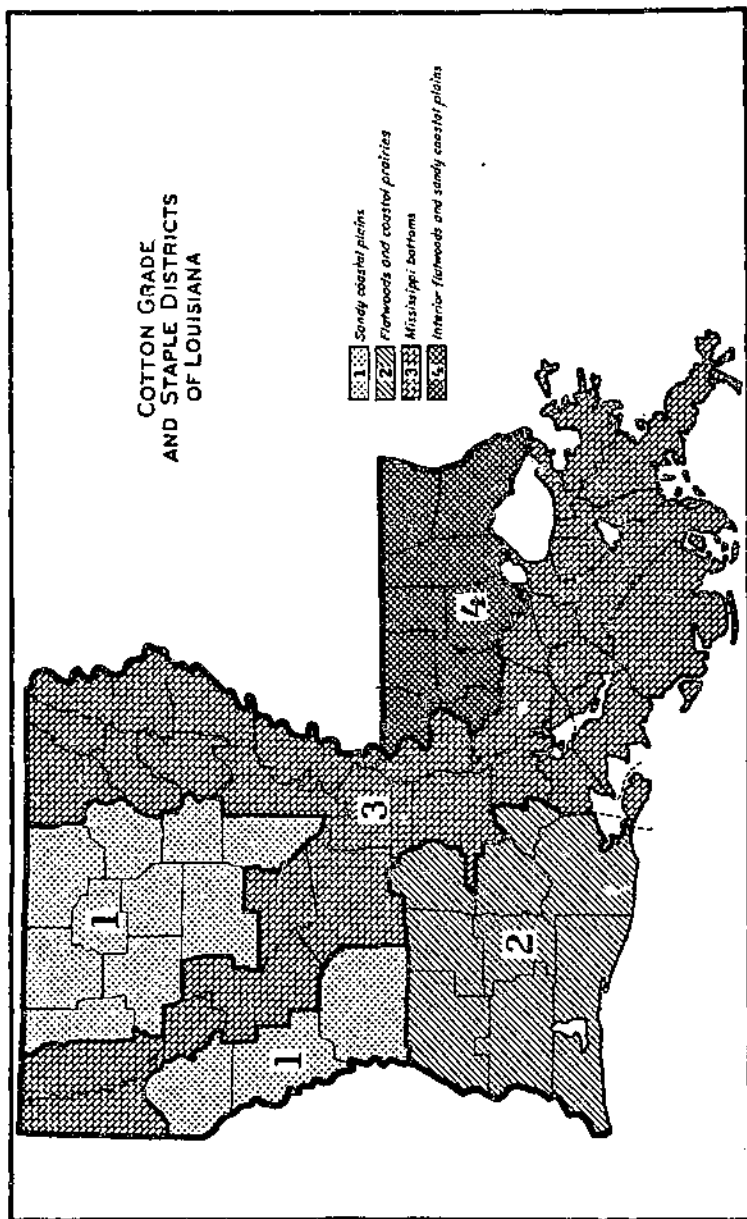 COTTON GRADE
AND STAPLE DISTRICTS
OF LOUISIANA
1 Sandy coastal plains
2 Flatwoods and coastal prairies
3 Mississippi bottoms
4 Interior flatwoods and sandy coastal plains
1
1
3
4
2